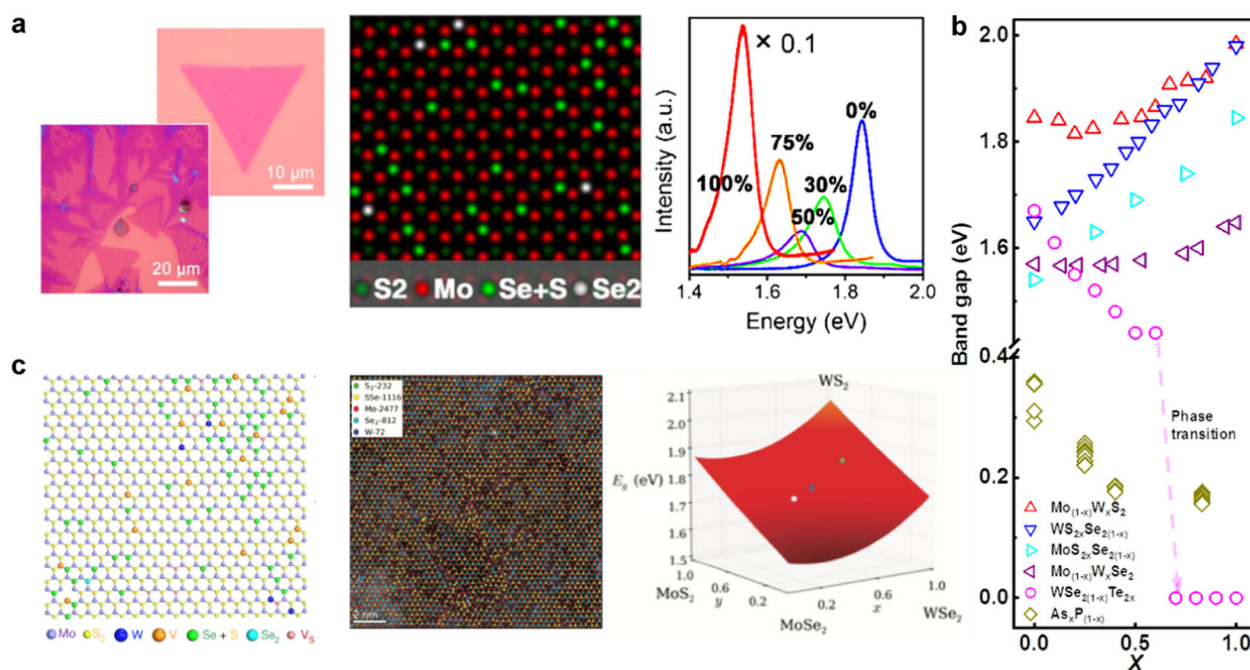 a
10 µm
20 µm
S2 Mo Se+S Se2
× 0.1
0%
75%
100%
30%
50%
Intensity (a.u.)
1.4 1.6 1.8 2.0
Energy (eV)
b
2.0
1.8
1.6
0.4
0.2
0.0
Band gap (eV)
Phase
transition
Mo(1-x)WxS2
WS2xSe2(1-x)
MoS2xSe2(1-x)
Mo(1-x)WxSe2
WSe2(1-x)Te2x
AsxP(1-x)
0.0 0.5 1.0
X
c
Mo S2 W V Se + S Se2 VS
S2-232
SSe-1116
Mo-2477
Se2-812
W-72
2 nm
WS2
2.1
2.0
1.9
1.8
Eg (eV)
1.7
1.6
1.5
1.0
MoS2
0.6
y
0.2
MoSe2
0.2
0.6
x
1.0
WSe2